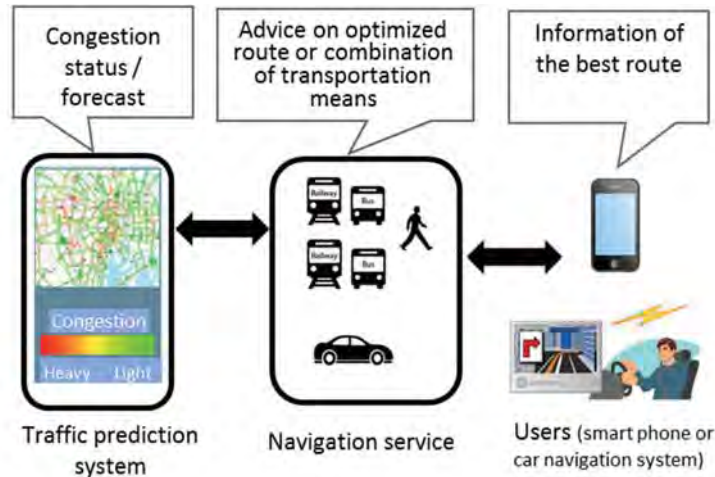 Congestion
status /
forecast
Advice on optimized
route or combination
of transportation
means
Information of
the best route
Railway
Bus
Railway
Bus
Congestion
Heavy Light
Traffic prediction
system
Navigation service
Users (smart phone or
car navigation system)